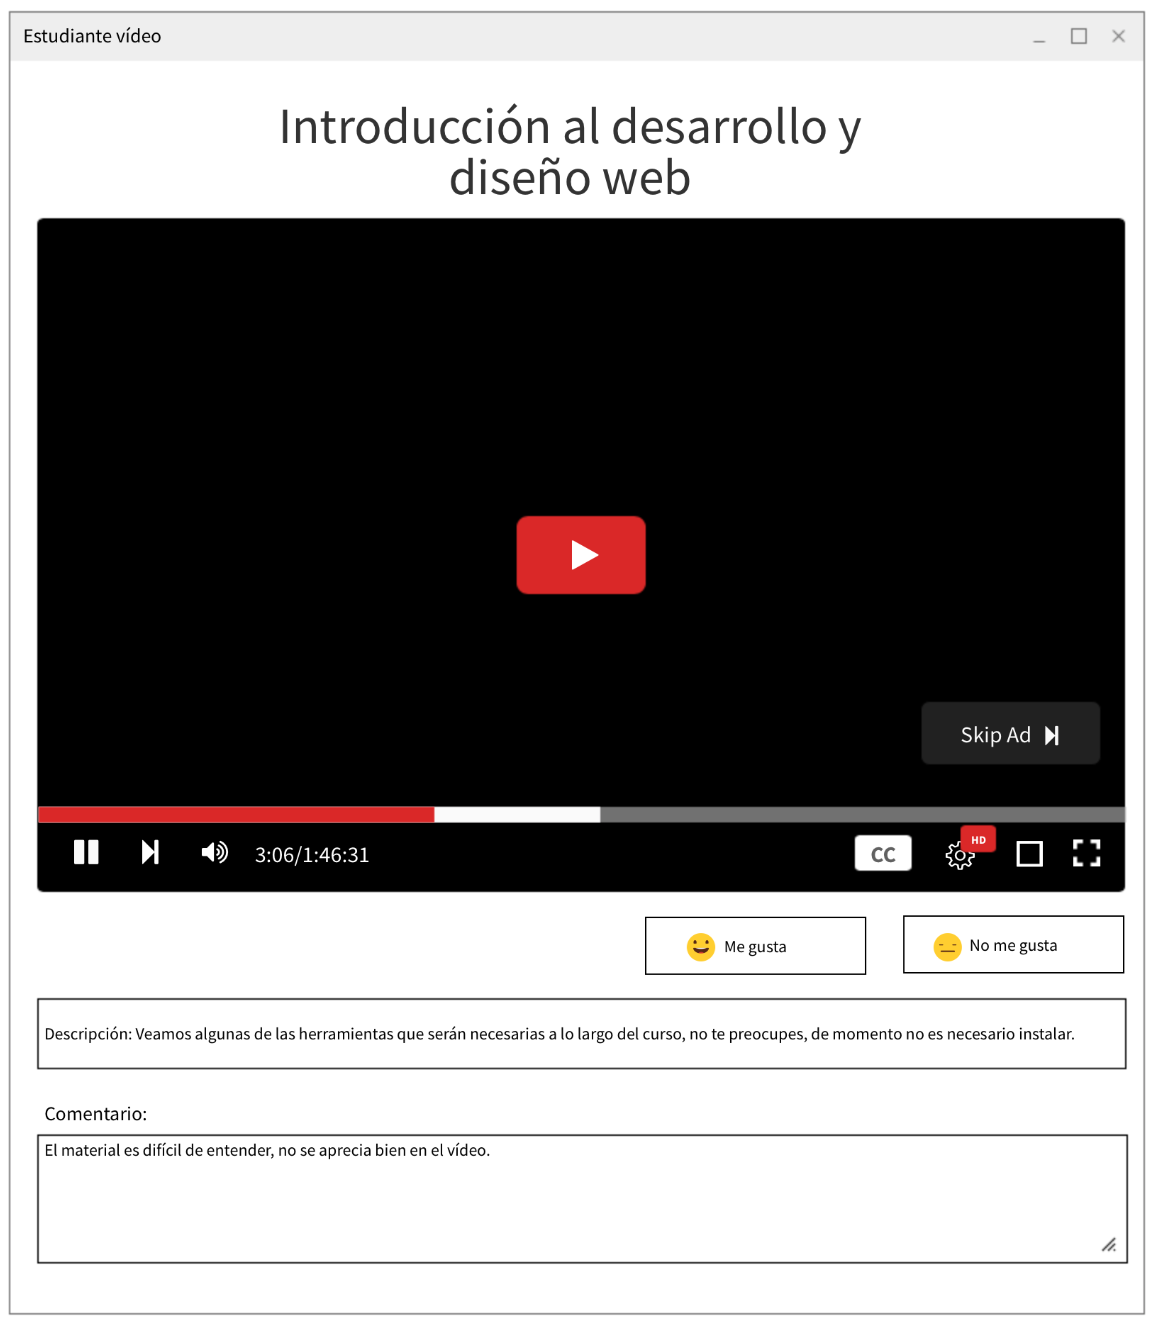 Estudiante vídeo
Introducción al desarrollo y
diseño web
Skip Ad
3:06/1:46:31
CC
HD
Me gusta
No me gusta
Descripción: Veamos algunas de las herramientas que serán necesarias a lo largo del curso, no te preocupes, de momento no es necesario instalar.
Comentario:
El material es difícil de entender, no se aprecia bien en el vídeo.